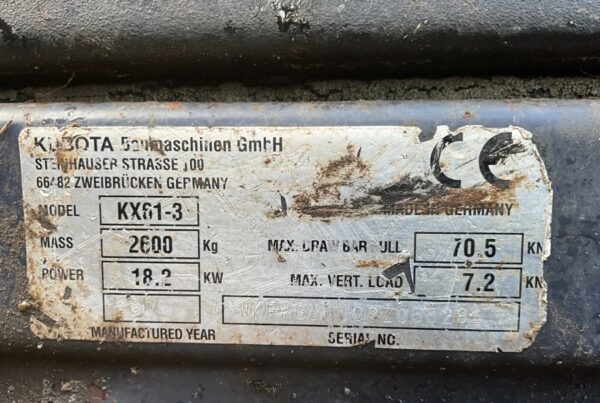 KUBOTA Baumaschinen GmbH
STEINHAUSER STRASSE 100
66482 ZWEIBRÜCKEN GERMANY
CE
MADE IN GERMANY
MODEL KX61-3
MASS 2600 Kg
MAX. DRAWBAR PULL 70.5 KN
POWER 18.2 KW
MAX. VERT. LOAD 7.2 KN
MANUFACTURED YEAR
SERIAL NO.